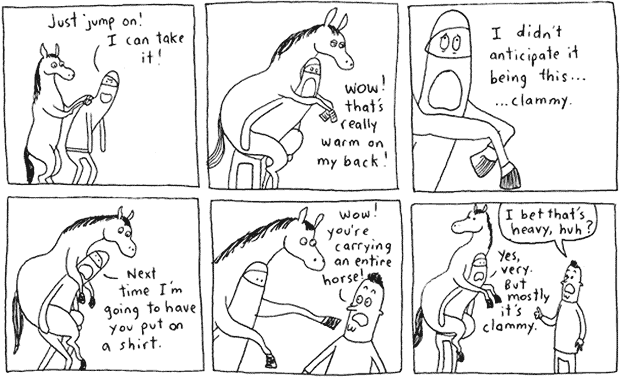 Just jump on!
I can take
it!
Wow!
that's
really
warm on
my back!
I didn't
anticipate it
being this...
...clammy.
Next
time I'm
going to have
you put on
a shirt.
Wow!
you're
carrying
an entire
horse!
I bet that's
heavy, huh?
Yes,
very.
But
mostly
it's
clammy.